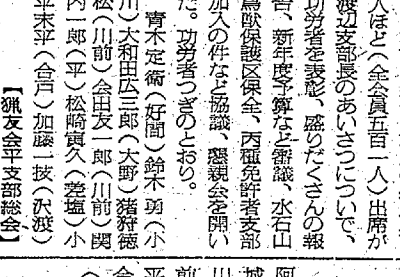 人ほど(全会員五百一人)出席が
渡辺支部長のあいさつについで、
功労者を表彰、盛りだくさんの報
告、新年度予算など審議、水石山
鳥獣保護区保全、丙種免許者支部
加入の件など協議、懇親会を開い
た。功労者つぎのとおり。
青木定衛(好間)鈴木勇(小
川)大和田広三郎(大野)猪狩徳
松(川前)会田友一郎(川前)関
内一郎(平)松崎寅久(差塩)小
平末平(合戸)加藤一技(沢渡)
【猟友会平支部総会】